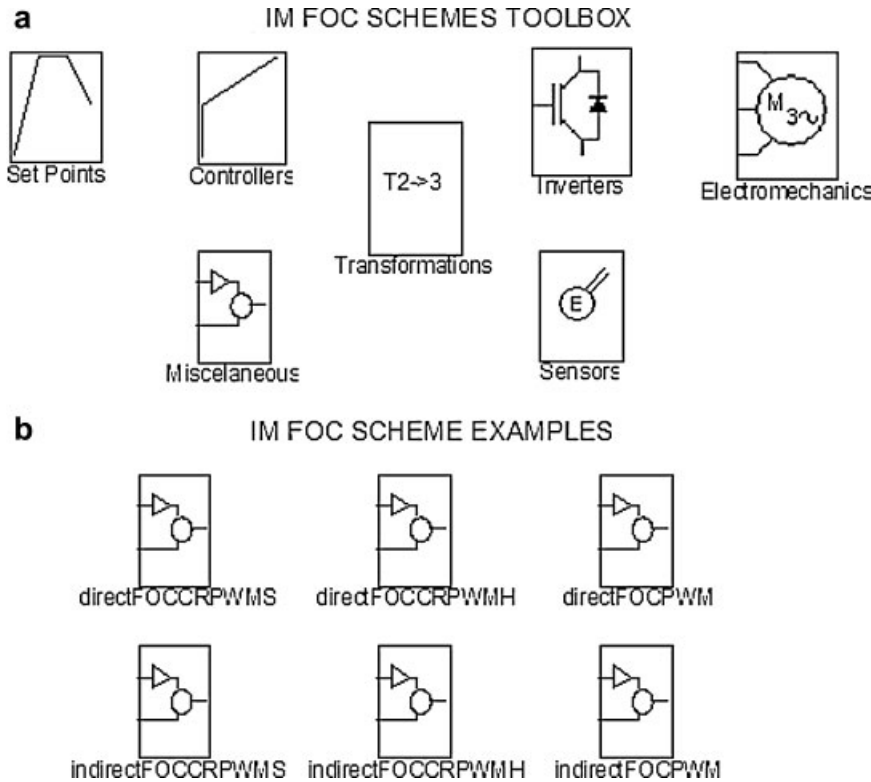 a
IM FOC SCHEMES TOOLBOX
M
3~
T2->3
Set Points
Controllers
Inverters
Electromechanics
Transformations
E
Miscelaneous
Sensors
b
IM FOC SCHEME EXAMPLES
directFOCCRPWMS
directFOCCRPWMH
directFOCPWM
indirectFOCCRPWMS
indirectFOCCRPWMH
indirectFOCPWM